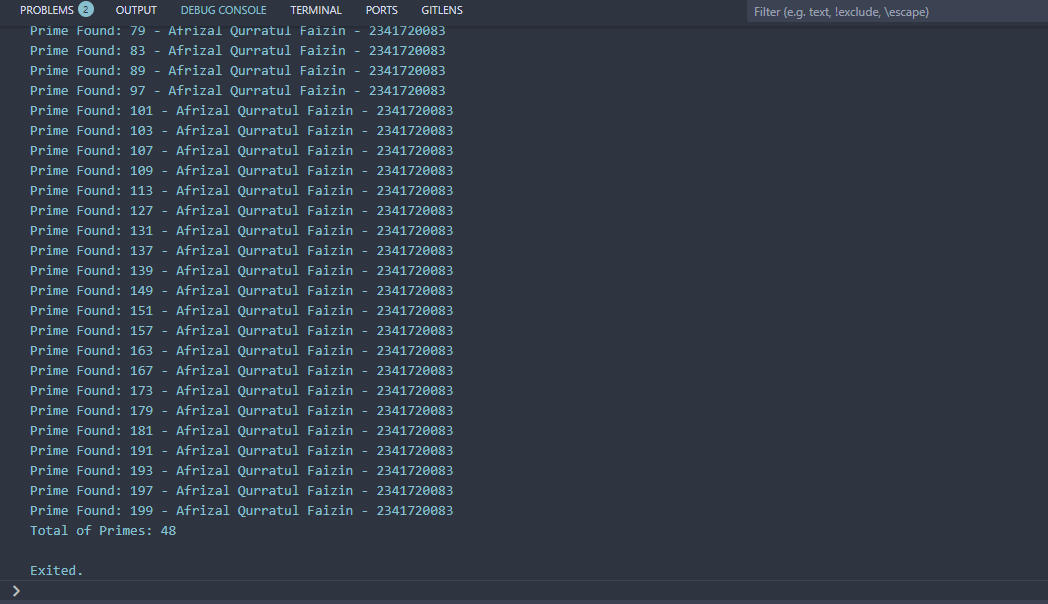 PROBLEMS 2 OUTPUT DEBUG CONSOLE TERMINAL PORTS GITLENS Filter (e.g. text, !exclude, \escape)
Prime Found: 79 - Afrizal Qurratul Faizin - 2341720083
Prime Found: 83 - Afrizal Qurratul Faizin - 2341720083
Prime Found: 89 - Afrizal Qurratul Faizin - 2341720083
Prime Found: 97 - Afrizal Qurratul Faizin - 2341720083
Prime Found: 101 - Afrizal Qurratul Faizin - 2341720083
Prime Found: 103 - Afrizal Qurratul Faizin - 2341720083
Prime Found: 107 - Afrizal Qurratul Faizin - 2341720083
Prime Found: 109 - Afrizal Qurratul Faizin - 2341720083
Prime Found: 113 - Afrizal Qurratul Faizin - 2341720083
Prime Found: 127 - Afrizal Qurratul Faizin - 2341720083
Prime Found: 131 - Afrizal Qurratul Faizin - 2341720083
Prime Found: 137 - Afrizal Qurratul Faizin - 2341720083
Prime Found: 139 - Afrizal Qurratul Faizin - 2341720083
Prime Found: 149 - Afrizal Qurratul Faizin - 2341720083
Prime Found: 151 - Afrizal Qurratul Faizin - 2341720083
Prime Found: 157 - Afrizal Qurratul Faizin - 2341720083
Prime Found: 163 - Afrizal Qurratul Faizin - 2341720083
Prime Found: 167 - Afrizal Qurratul Faizin - 2341720083
Prime Found: 173 - Afrizal Qurratul Faizin - 2341720083
Prime Found: 179 - Afrizal Qurratul Faizin - 2341720083
Prime Found: 181 - Afrizal Qurratul Faizin - 2341720083
Prime Found: 191 - Afrizal Qurratul Faizin - 2341720083
Prime Found: 193 - Afrizal Qurratul Faizin - 2341720083
Prime Found: 197 - Afrizal Qurratul Faizin - 2341720083
Prime Found: 199 - Afrizal Qurratul Faizin - 2341720083
Total of Primes: 48
Exited.